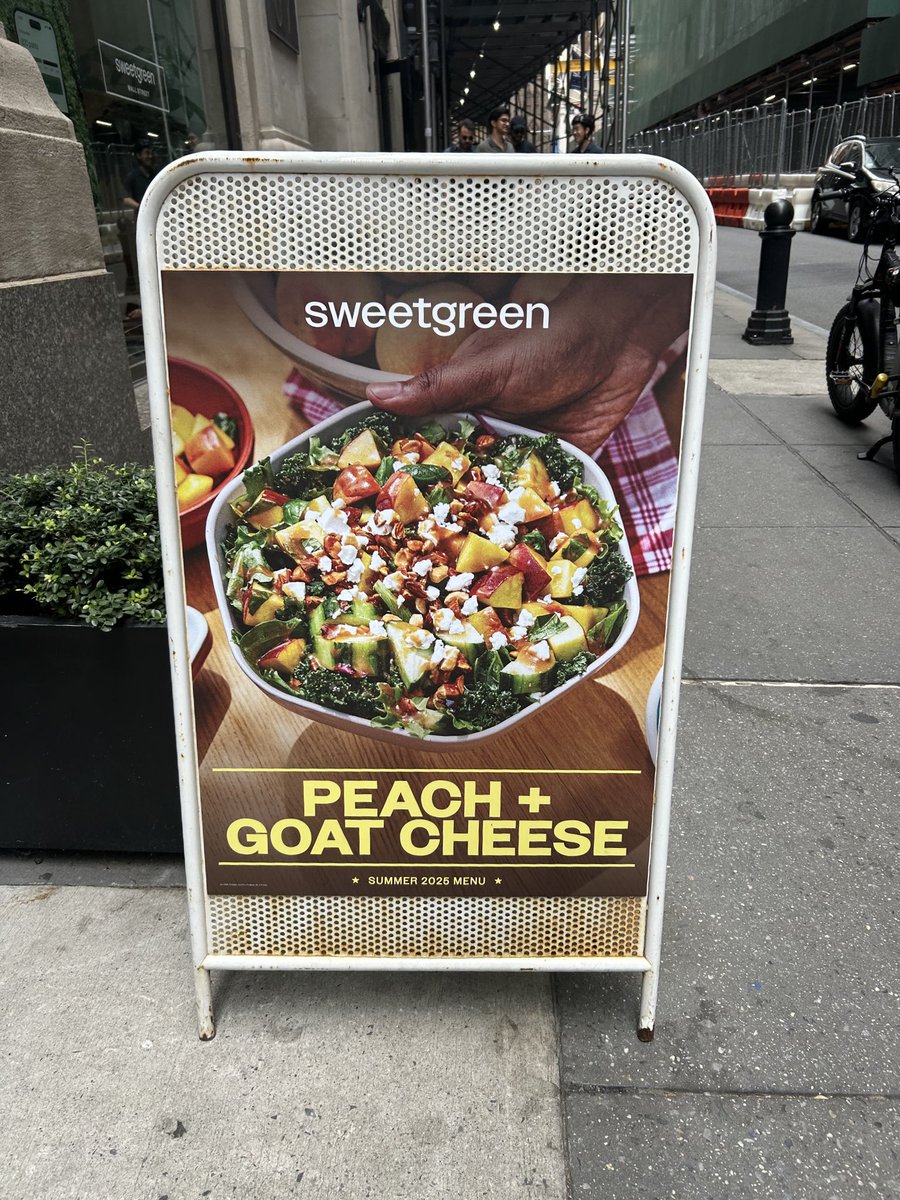 sweetgreen
WALL STREET
sweetgreen
PEACH +
GOAT CHEESE
★ SUMMER 2025 MENU ★